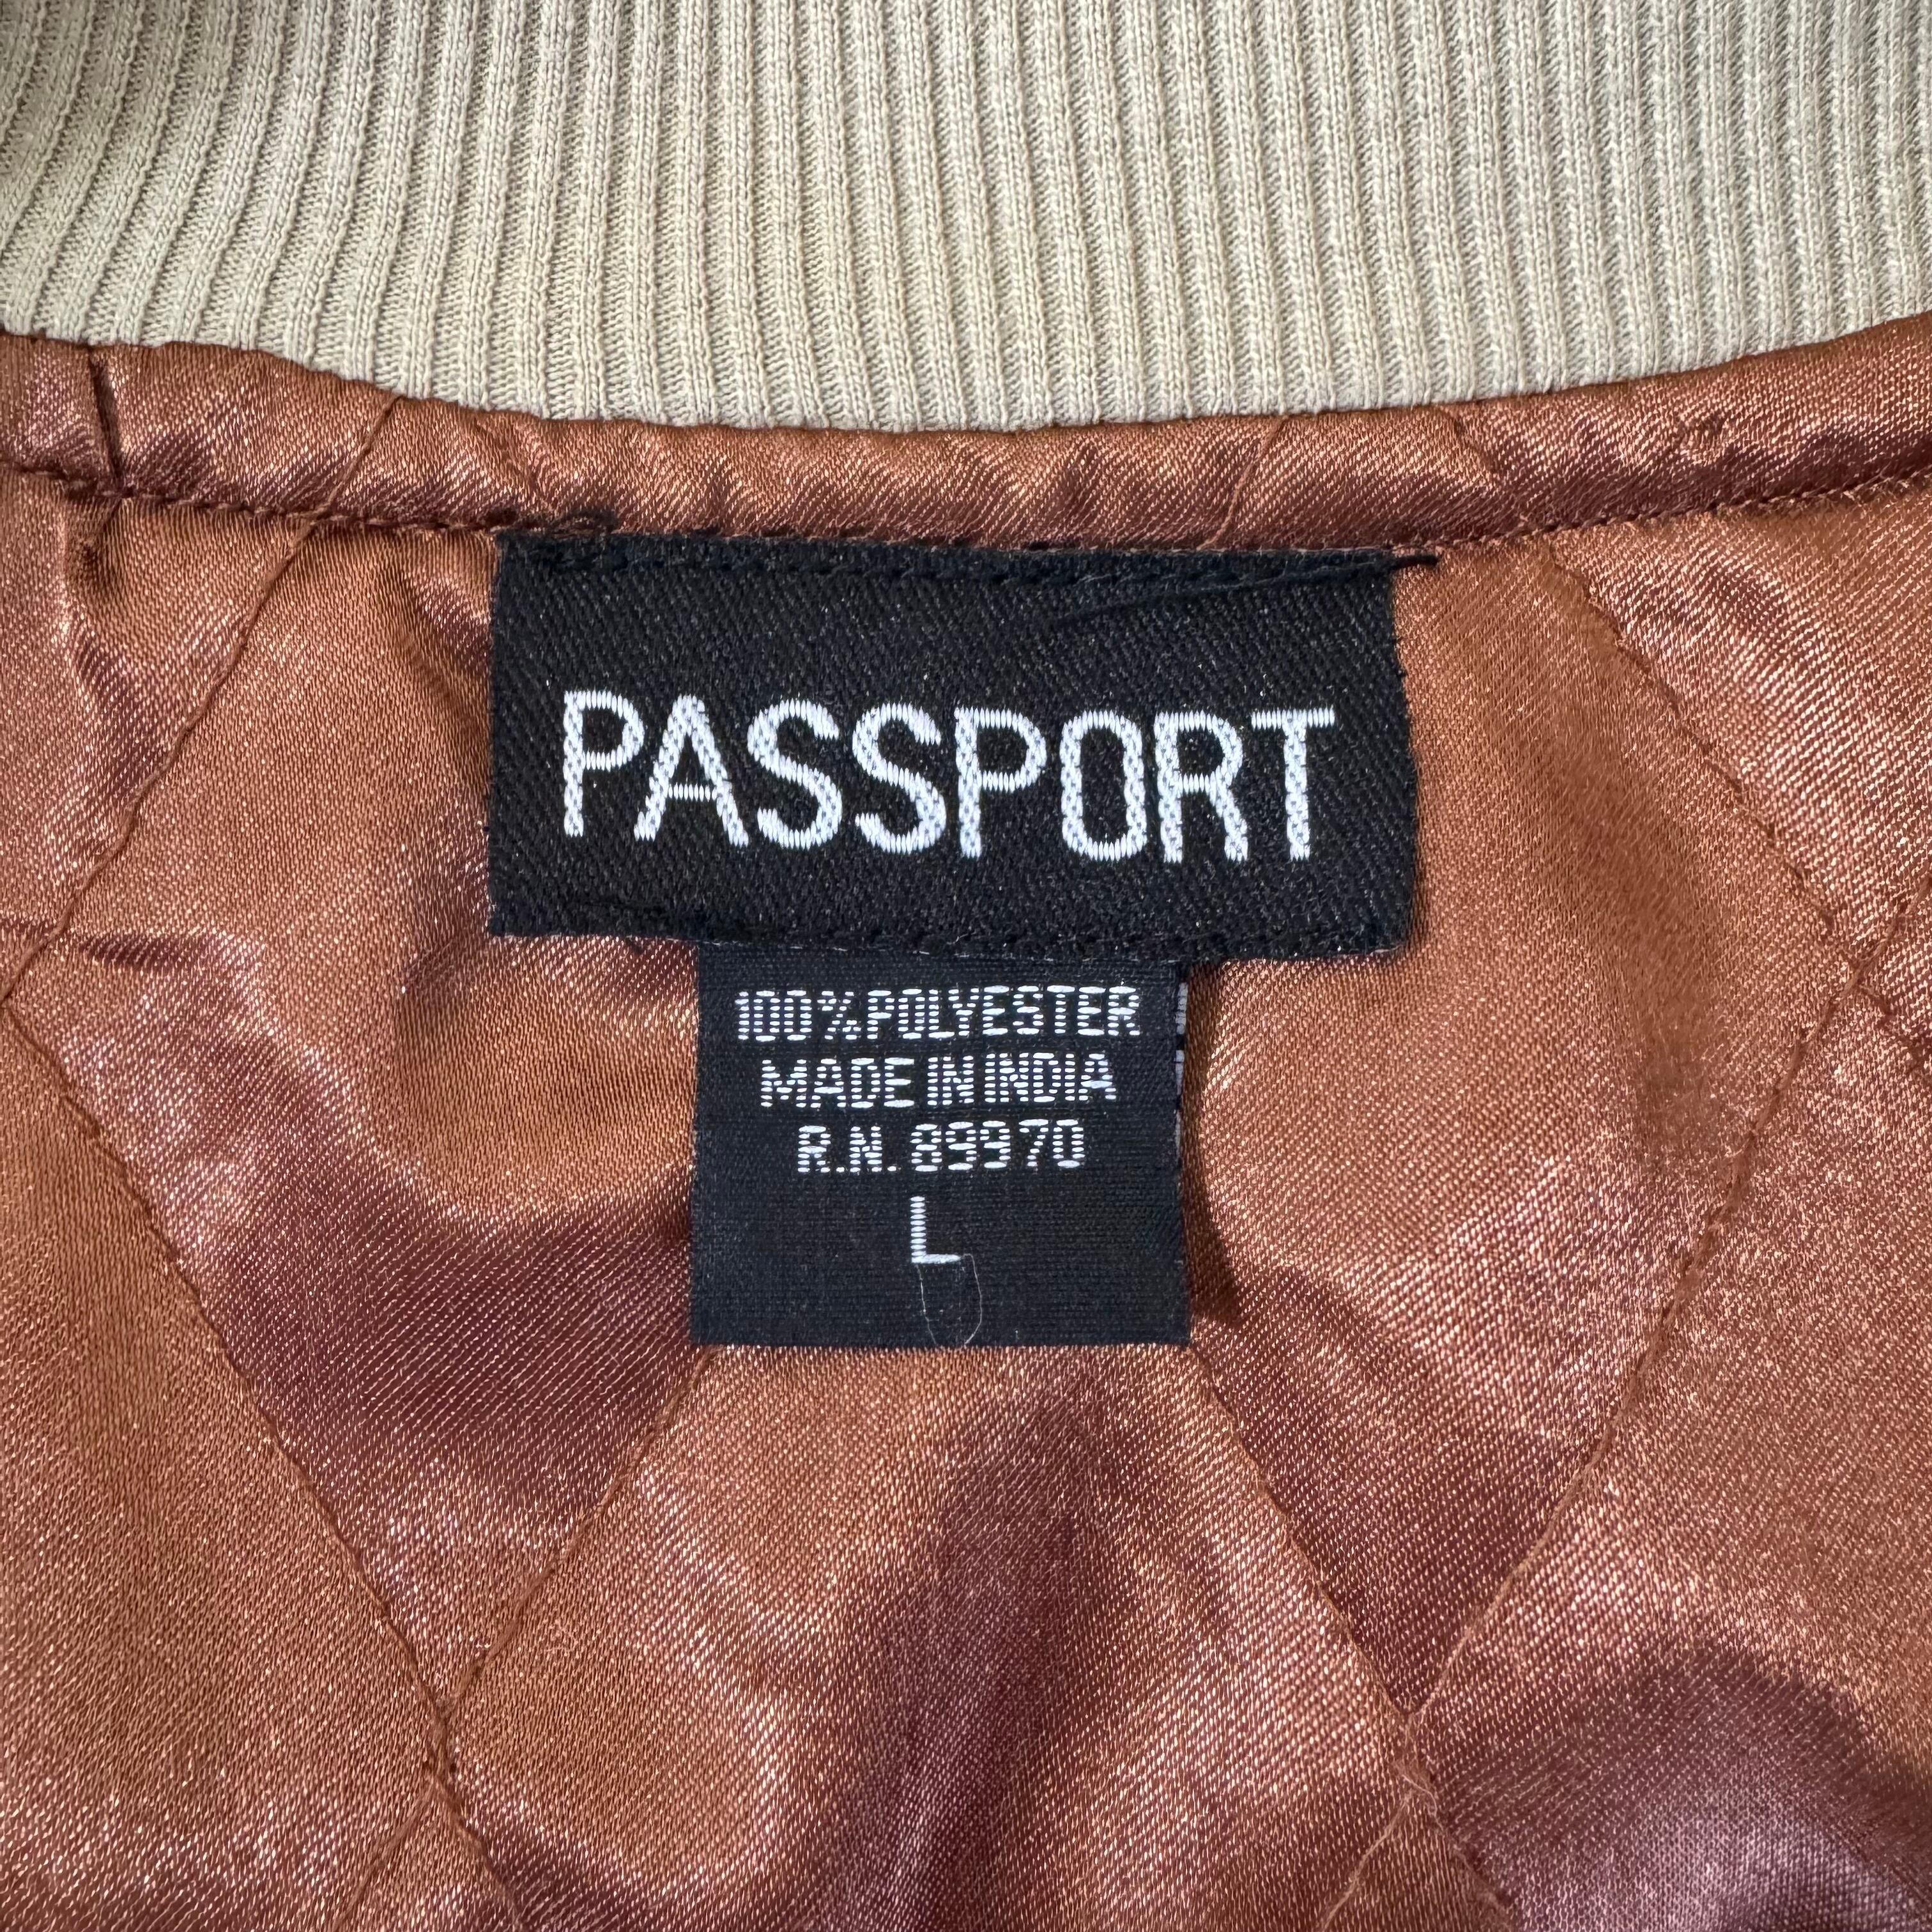 PASSPORT
100% POLYESTER
MADE IN INDIA
R.N. 89970
L